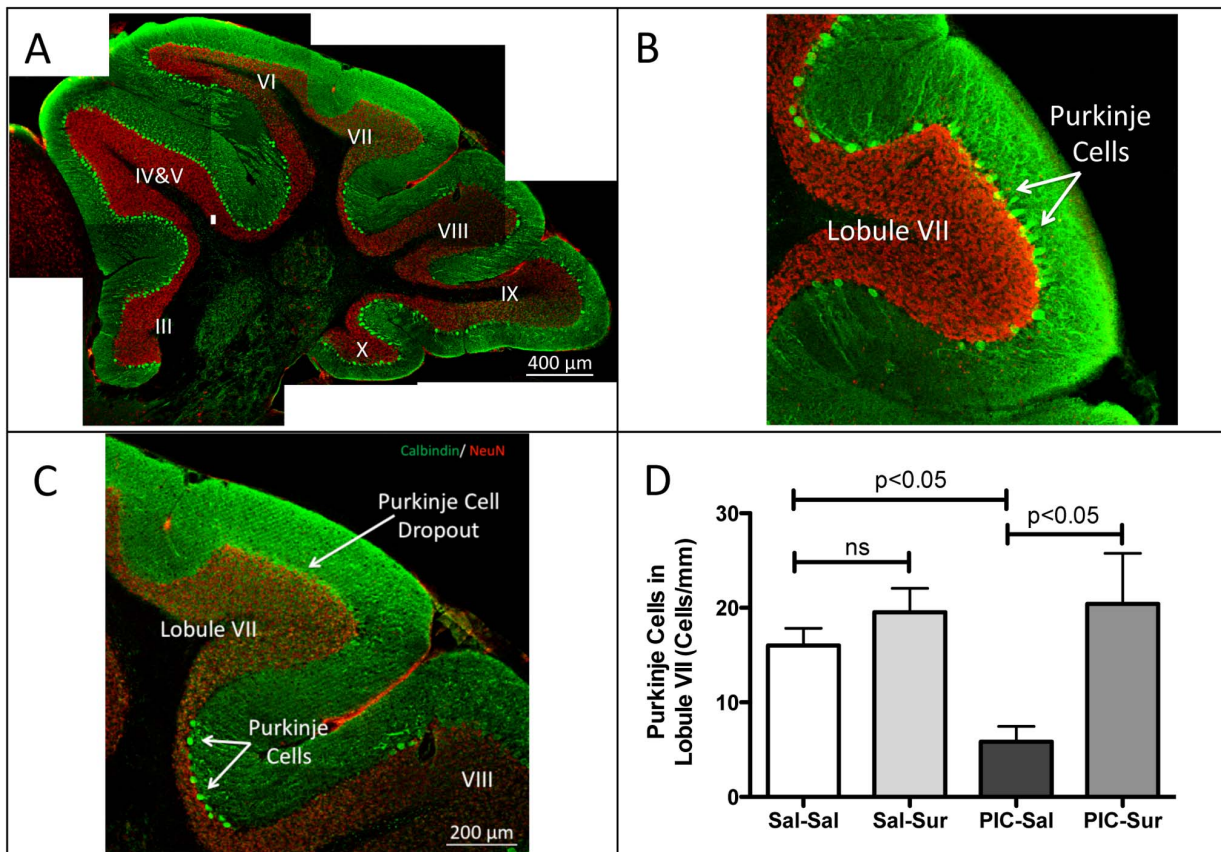 A
VI
VII
IV&V
VIII
IX
III
X
400 µm
B
Purkinje
Cells
Lobule VII
C
Calbindin/ NeuN
Purkinje Cell
Dropout
Lobule VII
Purkinje
Cells
VIII
200 µm
D
p<0.05
p<0.05
ns
Purkinje Cells in
Lobule VII (Cells/mm)
30
20
10
0
Sal-Sal Sal-Sur PIC-Sal PIC-Sur